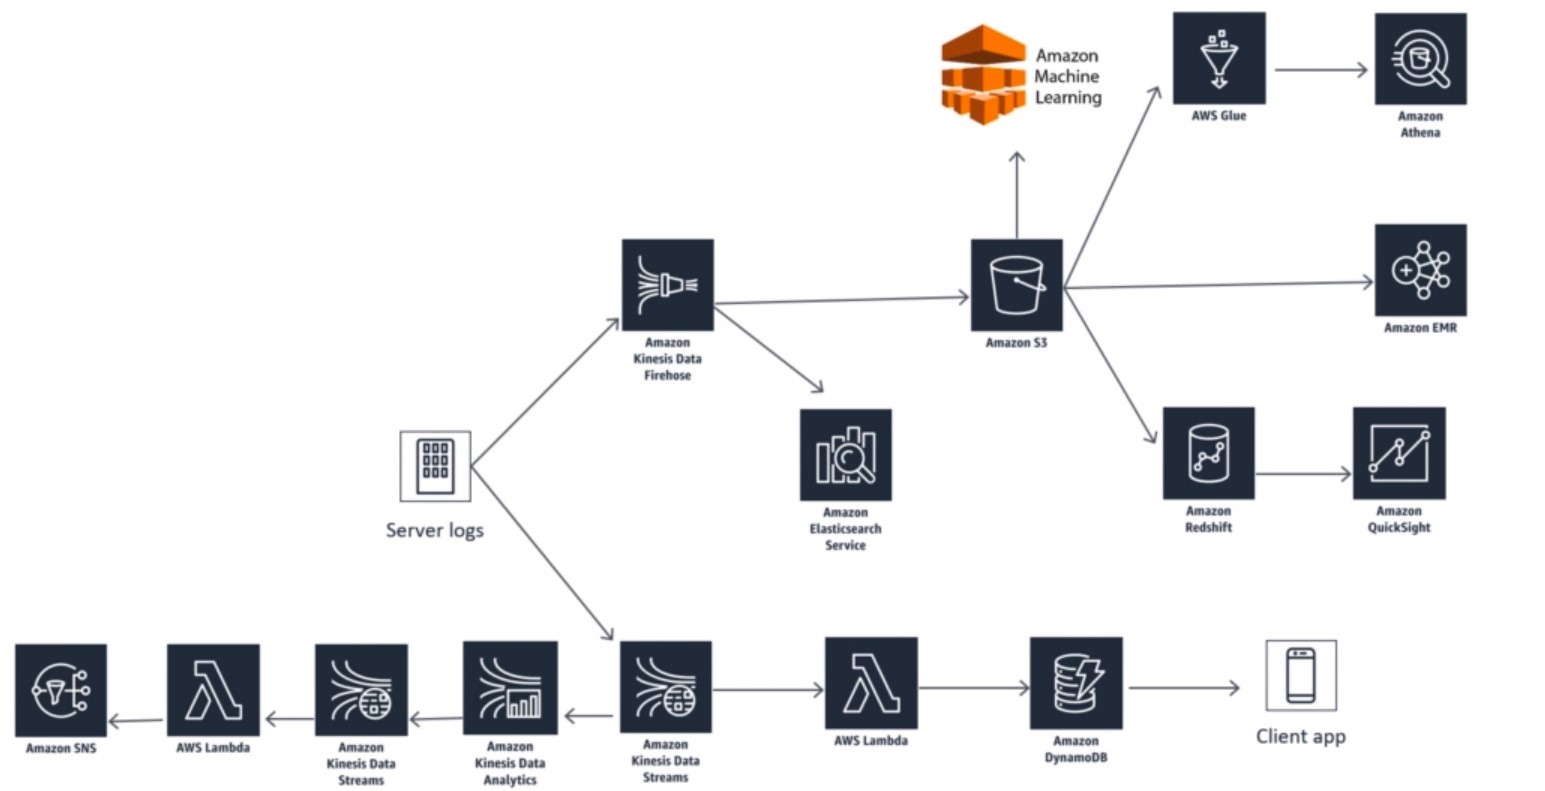 Amazon
Machine
Learning
AWS Glue
Amazon
Athena
Amazon
Kinesis Data
Firehose
Amazon S3
Amazon EMR
Server logs
Amazon
Elasticsearch
Service
Amazon
Redshift
Amazon
QuickSight
Amazon SNS
AWS Lambda
Amazon
Kinesis Data
Streams
Amazon
Kinesis Data
Analytics
Amazon
Kinesis Data
Streams
AWS Lambda
Amazon
DynamoDB
Client app